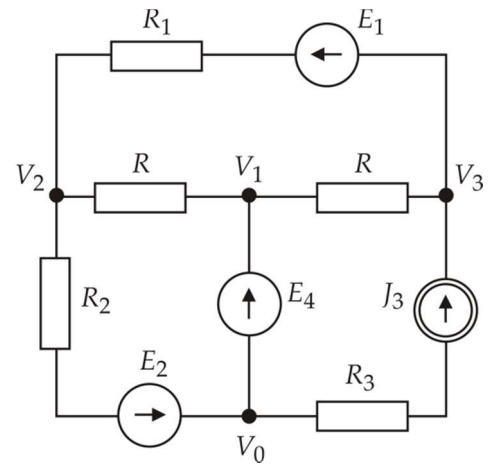 R₁ E₁
V₂ R V₁ R V₃
R₂ E₄ J₃
E₂ R₃
V₀